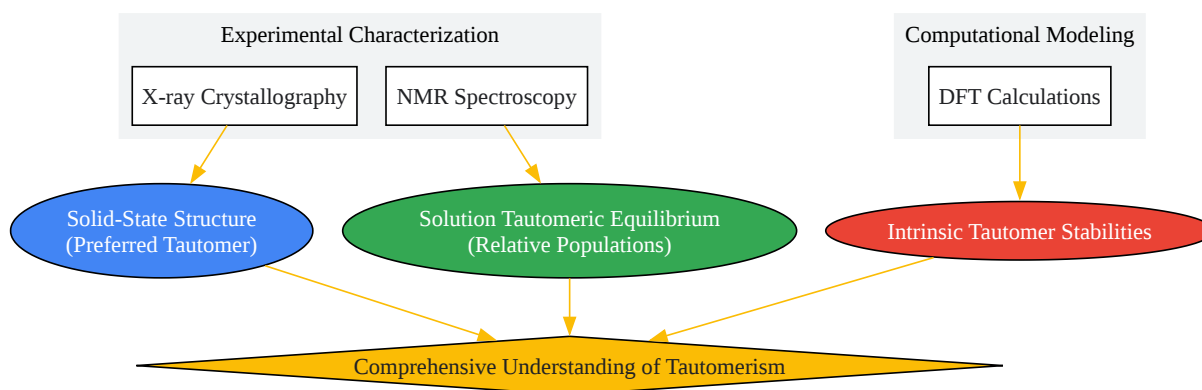 Experimental Characterization
Computational Modeling
X-ray Crystallography
NMR Spectroscopy
DFT Calculations
Solid-State Structure
(Preferred Tautomer)
Solution Tautomeric Equilibrium
(Relative Populations)
Intrinsic Tautomer Stabilities
Comprehensive Understanding of Tautomerism